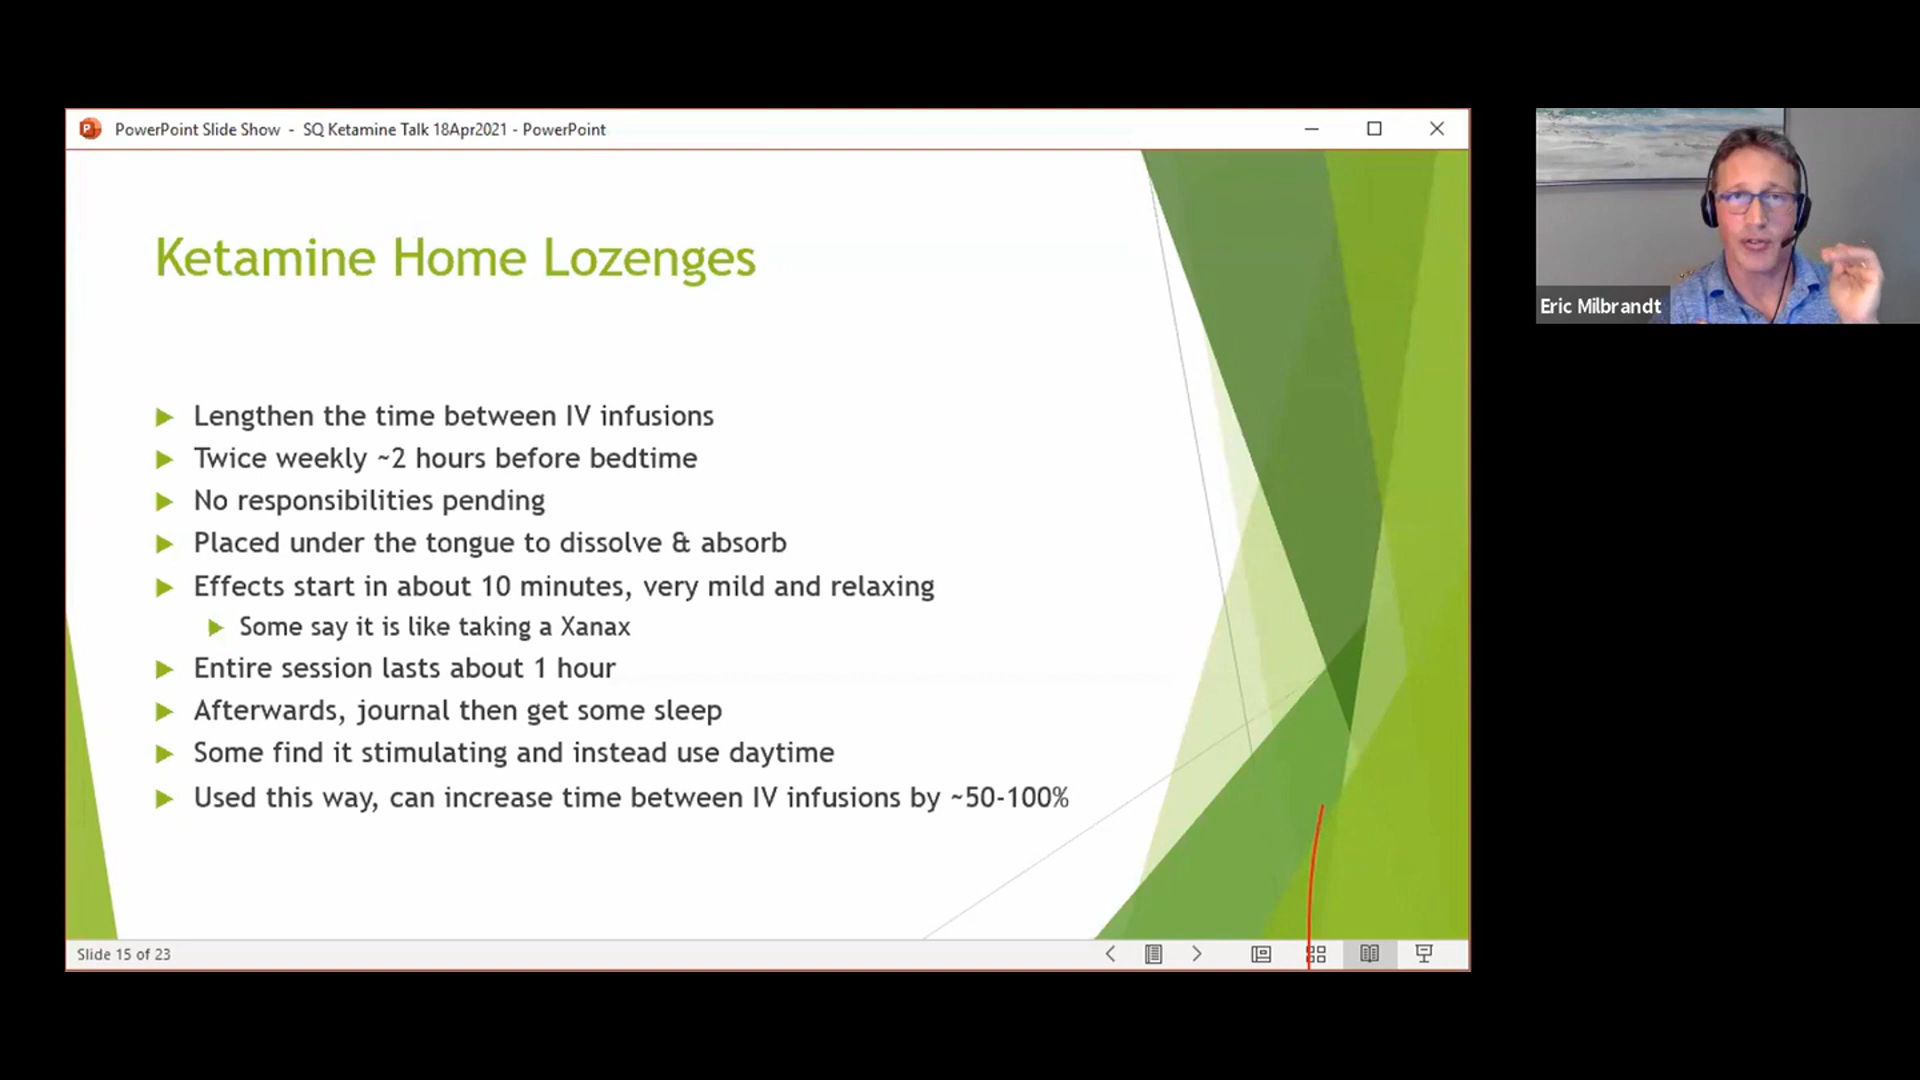 PowerPoint Slide Show - SQ Ketamine Talk 18Apr2021 - PowerPoint
Ketamine Home Lozenges
Lengthen the time between IV infusions
Twice weekly ~2 hours before bedtime
No responsibilities pending
Placed under the tongue to dissolve & absorb
Effects start in about 10 minutes, very mild and relaxing
Some say it is like taking a Xanax
Entire session lasts about 1 hour
Afterwards, journal then get some sleep
Some find it stimulating and instead use daytime
Used this way, can increase time between IV infusions by ~50-100%
Slide 15 of 23
Eric Milbrandt